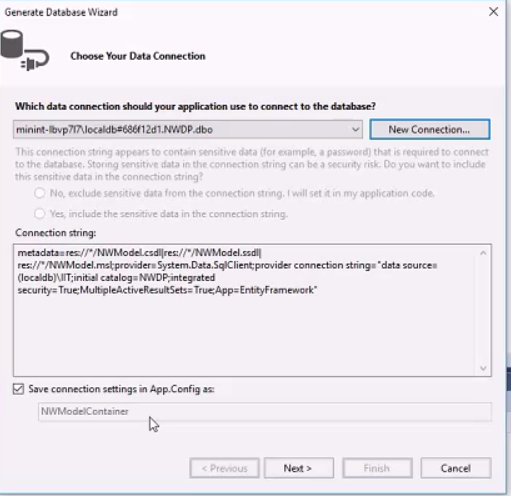 Generate Database Wizard
Choose Your Data Connection
Which data connection should your application use to connect to the database?
minint-lbvp7l7\localdb#686f12d1.NWDP.dbo
New Connection...
This connection string appears to contain sensitive data (for example, a password) that is required to connect
to the database. Storing sensitive data in the connection string can be a security risk. Do you want to include
this sensitive data in the connection string?
No, exclude sensitive data from the connection string. I will set it in my application code.
Yes, include the sensitive data in the connection string.
Connection string:
metadata=res://*/NWModel.csdl|res://*/NWModel.ssdl|
res://*/NWModel.msl;provider=System.Data.SqlClient;provider connection string="data source=
(localdb)\IIT;initial catalog=NWDP;integrated
security=True;MultipleActiveResultSets=True;App=EntityFramework"
Save connection settings in App.Config as:
NWModelContainer
< Previous
Next >
Finish
Cancel